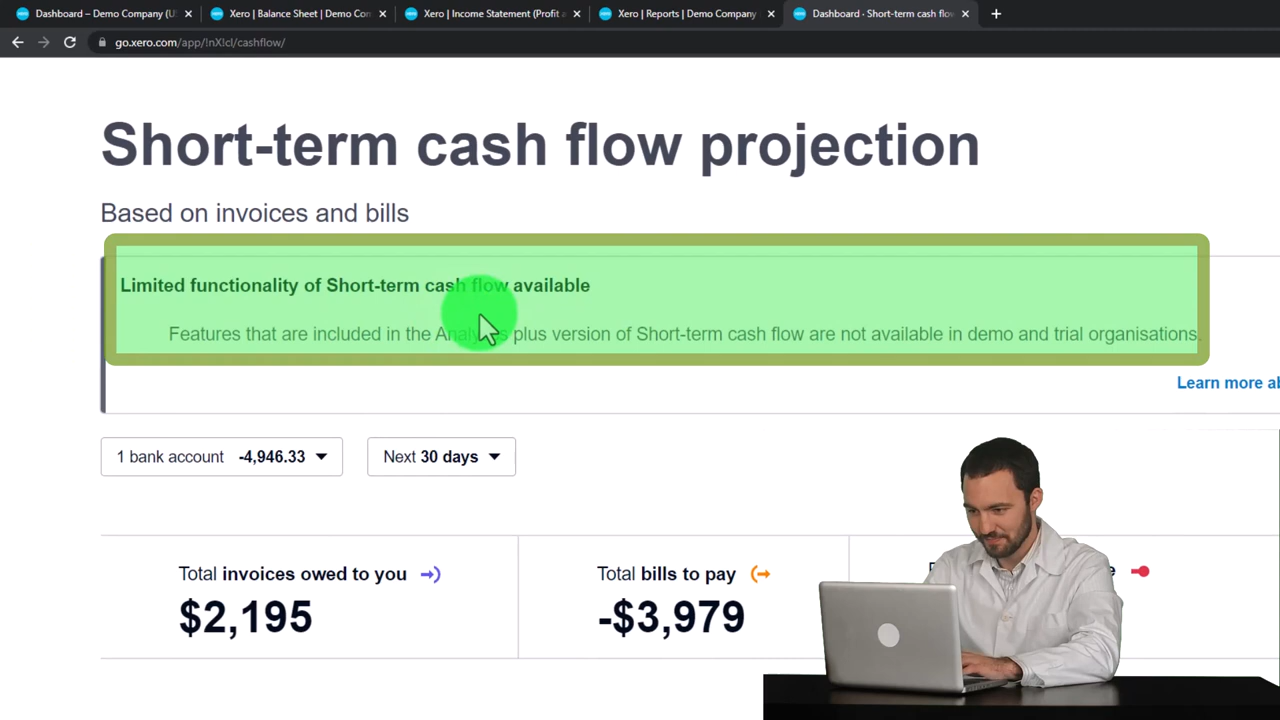 Dashboard – Demo Company (U
Xero | Balance Sheet | Demo Con
Xero | Income Statement (Profit a
Xero | Reports | Demo Company
Dashboard · Short-term cash flo
go.xero.com/app/!nX!cl/cashflow/
Short-term cash flow projection
Based on invoices and bills
Limited functionality of Short-term cash flow available
Features that are included in the Analytics plus version of Short-term cash flow are not available in demo and trial organisations.
Learn more ab
1 bank account -4,946.33
Next 30 days
Total invoices owed to you
Total bills to pay
$2,195
-$3,979